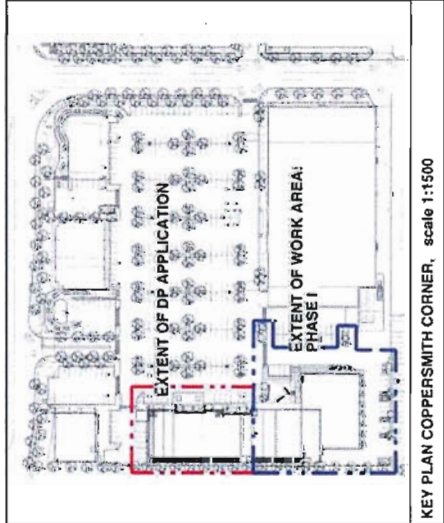 EXTENT OF DP APPLICATION
EXTENT OF WORK AREA:
PHASE I
KEY PLAN COPPERSMITH CORNER, scale 1:1500